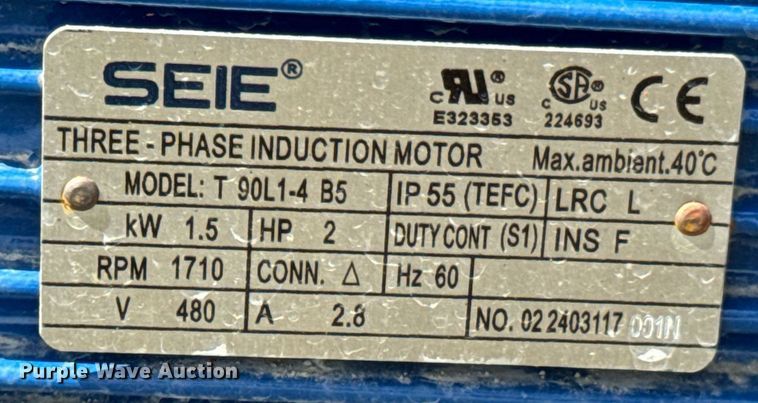 SEIE®
c RU ® US
E323353
c SA ® US
224693
CE
THREE - PHASE INDUCTION MOTOR Max.ambient.40℃
MODEL: T 90L1-4 B5 IP 55 (TEFC) LRC L
kW 1.5 HP 2 DUTY CONT (S1) INS F
RPM 1710 CONN. △ Hz 60
V 480 A 2.8 NO. 02 2403117 001N
Purple Wave Auction